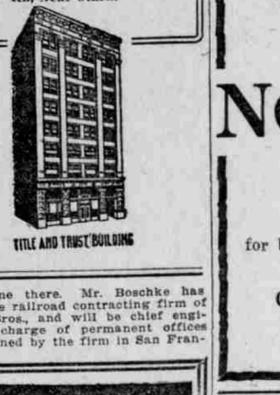 TITLE AND TRUST BUILDING
ne there. Mr. Boschke has
railroad contracting firm of
ros., and will be chief engi-
charge of permanent offices
ned by the firm in San Fran-
N
for